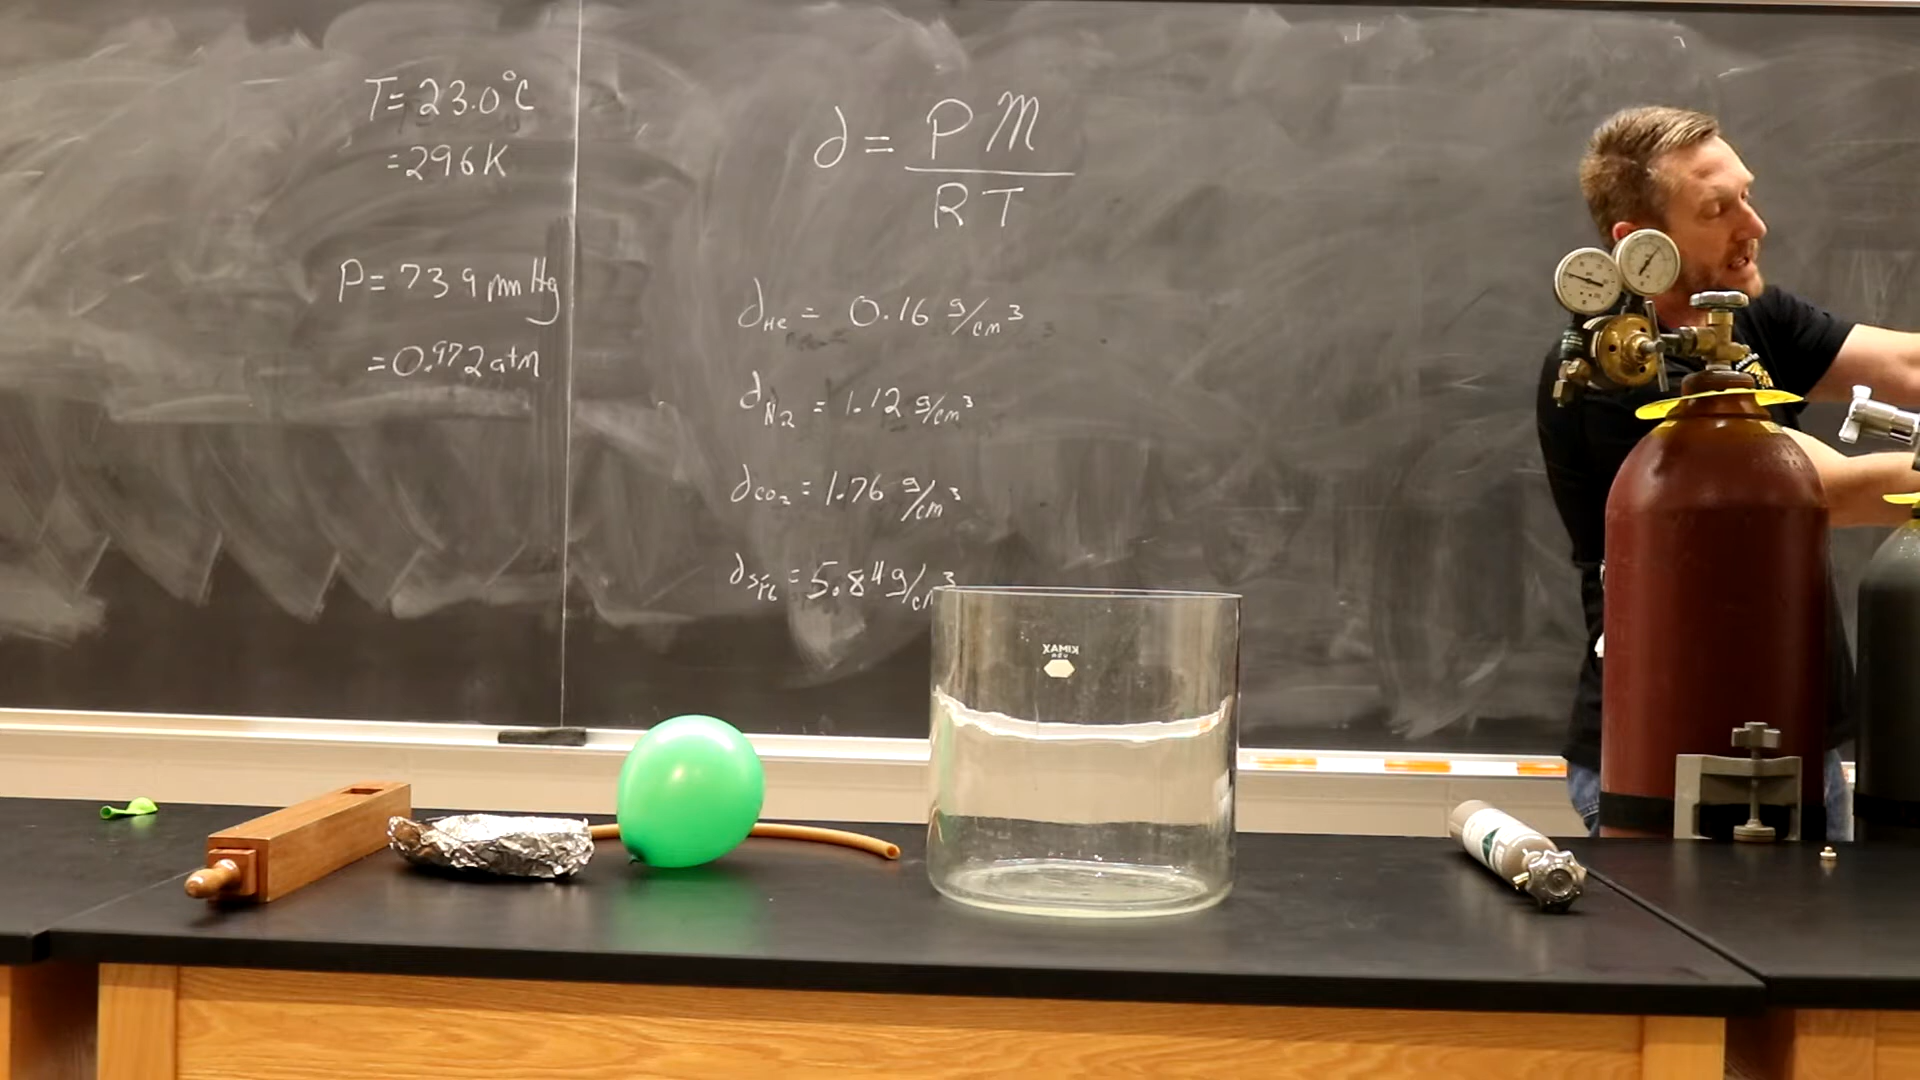 T= 23.0°C
=296K
P= 739 mmHg
=0.972 atm
d = PM
RT
dHe = 0.16 g/cm³
dN2 = 1.12 g/cm³
dCO2 = 1.76 g/cm³
dSF6 = 5.84 g/cm³
KIMAX
USA